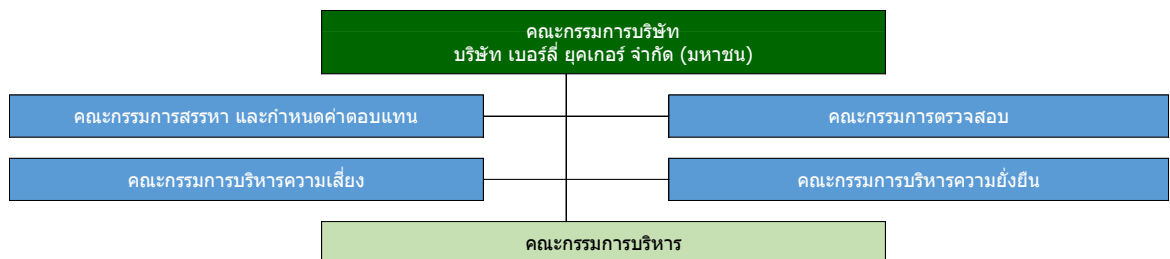 คณะกรรมการบริษัท
บริษัท เบอร์ลี่ ยุคเกอร์ จำกัด (มหาชน)
คณะกรรมการสรรหา และกำหนดค่าตอบแทน
คณะกรรมการตรวจสอบ
คณะกรรมการบริหารความเสี่ยง
คณะกรรมการบริหารความยั่งยืน
คณะกรรมการบริหาร